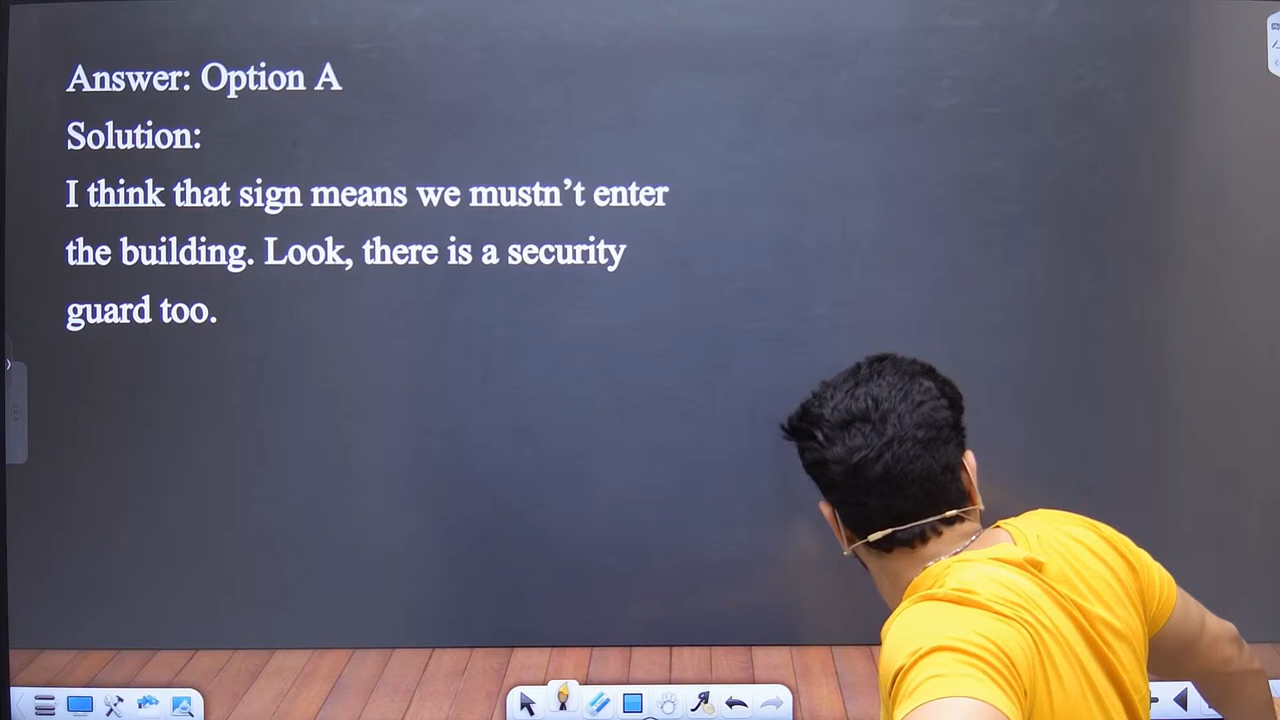 Answer: Option A
Solution:
I think that sign means we mustn’t enter
the building. Look, there is a security
guard too.